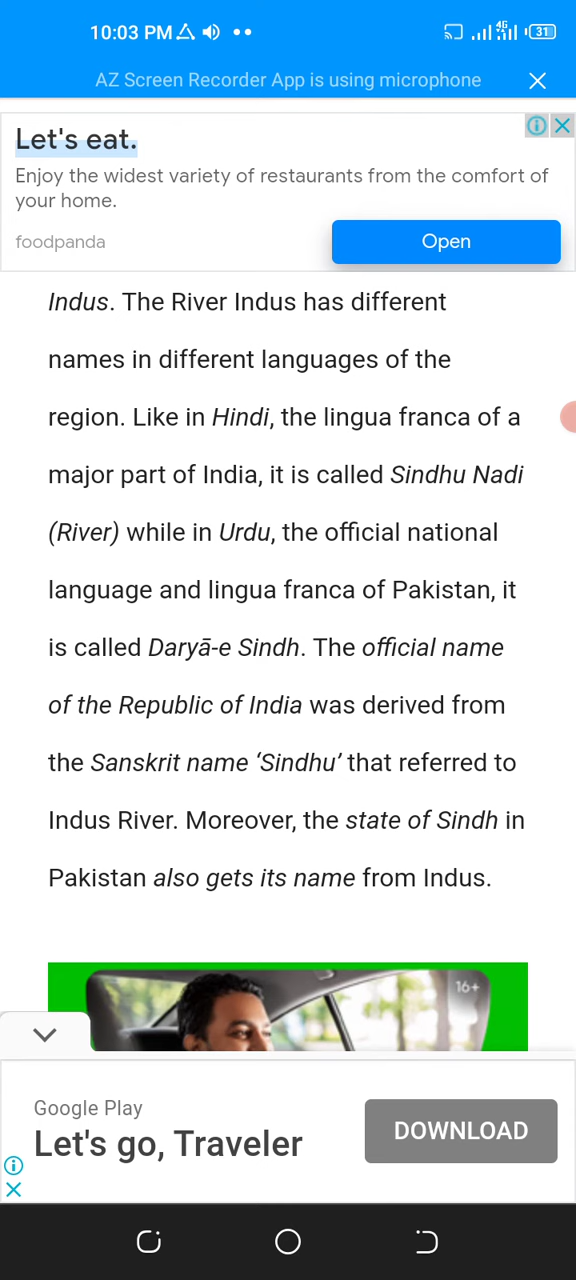 10:03 PM
4G
31
AZ Screen Recorder App is using microphone
Let's eat.
Enjoy the widest variety of restaurants from the comfort of
your home.
foodpanda
Open
Indus. The River Indus has different
names in different languages of the
region. Like in Hindi, the lingua franca of a
major part of India, it is called Sindhu Nadi
(River) while in Urdu, the official national
language and lingua franca of Pakistan, it
is called Daryā-e Sindh. The official name
of the Republic of India was derived from
the Sanskrit name ‘Sindhu’ that referred to
Indus River. Moreover, the state of Sindh in
Pakistan also gets its name from Indus.
16+
Google Play
Let's go, Traveler
DOWNLOAD